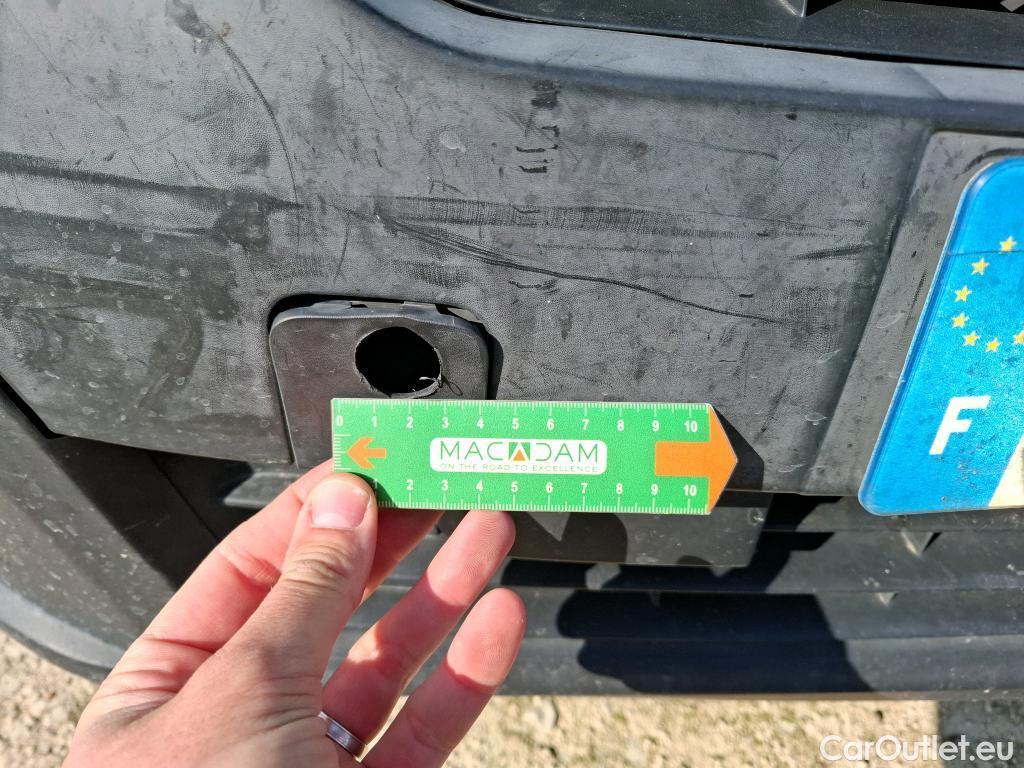 F
0 1 2 3 4 5 6 7 8 9 10
MACADAM
ON THE ROAD TO EXCELLENCE
1 2 3 4 5 6 7 8 9 10
CarOutlet.eu